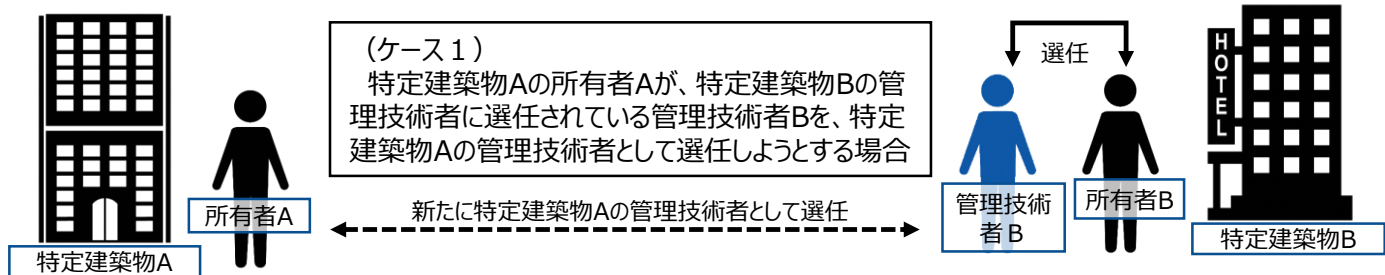 （ケース１）
特定建築物Aの所有者Aが、特定建築物Bの管
理技術者に選任されている管理技術者Bを、特定
建築物Aの管理技術者として選任しようとする場合
選任
HOTEL
所有者A
新たに特定建築物Aの管理技術者として選任
管理技術
者Ｂ
所有者B
特定建築物A
特定建築物B